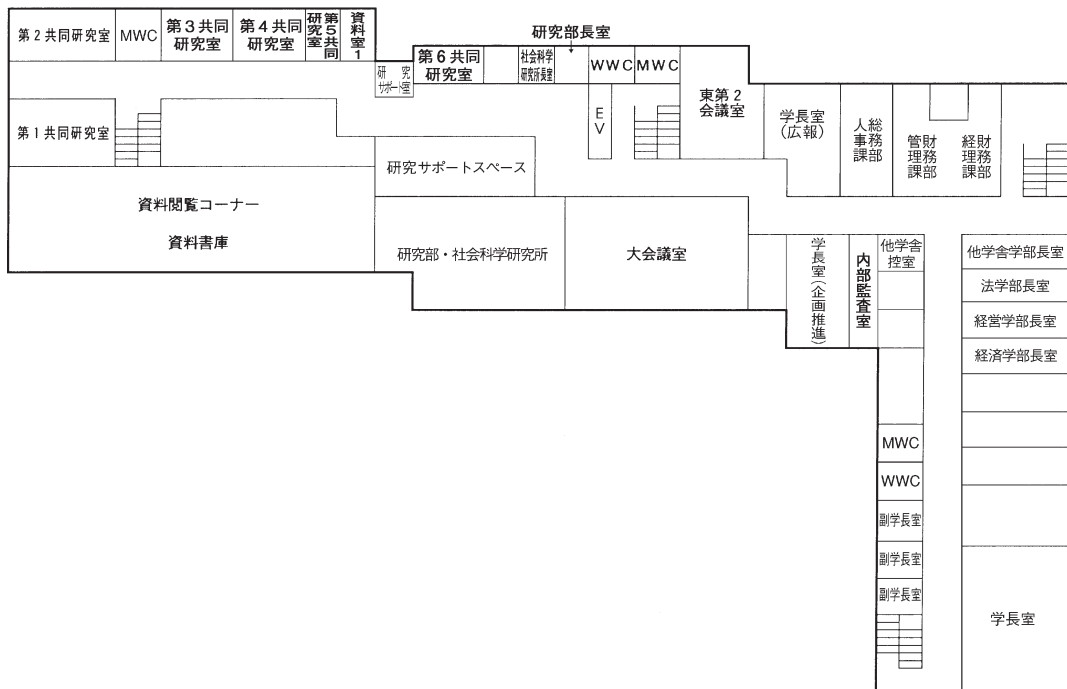 第2共同研究室
MWC
第3共同
研究室
第4共同
研究室
第5共同
研究室
資料室1
研究
サポート室
第6共同
研究室
社会科学
研究所長室
研究部長室
WWC
MWC
EV
東第2
会議室
学長室
(広報)
総務部
人事課
財務部
管理課
財務部
経理課
第1共同研究室
研究サポートスペース
資料閲覧コーナー
資料書庫
研究部・社会科学研究所
大会議室
学長室(企画推進)
内部監査室
他学舎
控室
他学舎学部長室
法学部長室
経営学部長室
経済学部長室
MWC
WWC
副学長室
副学長室
副学長室
学長室